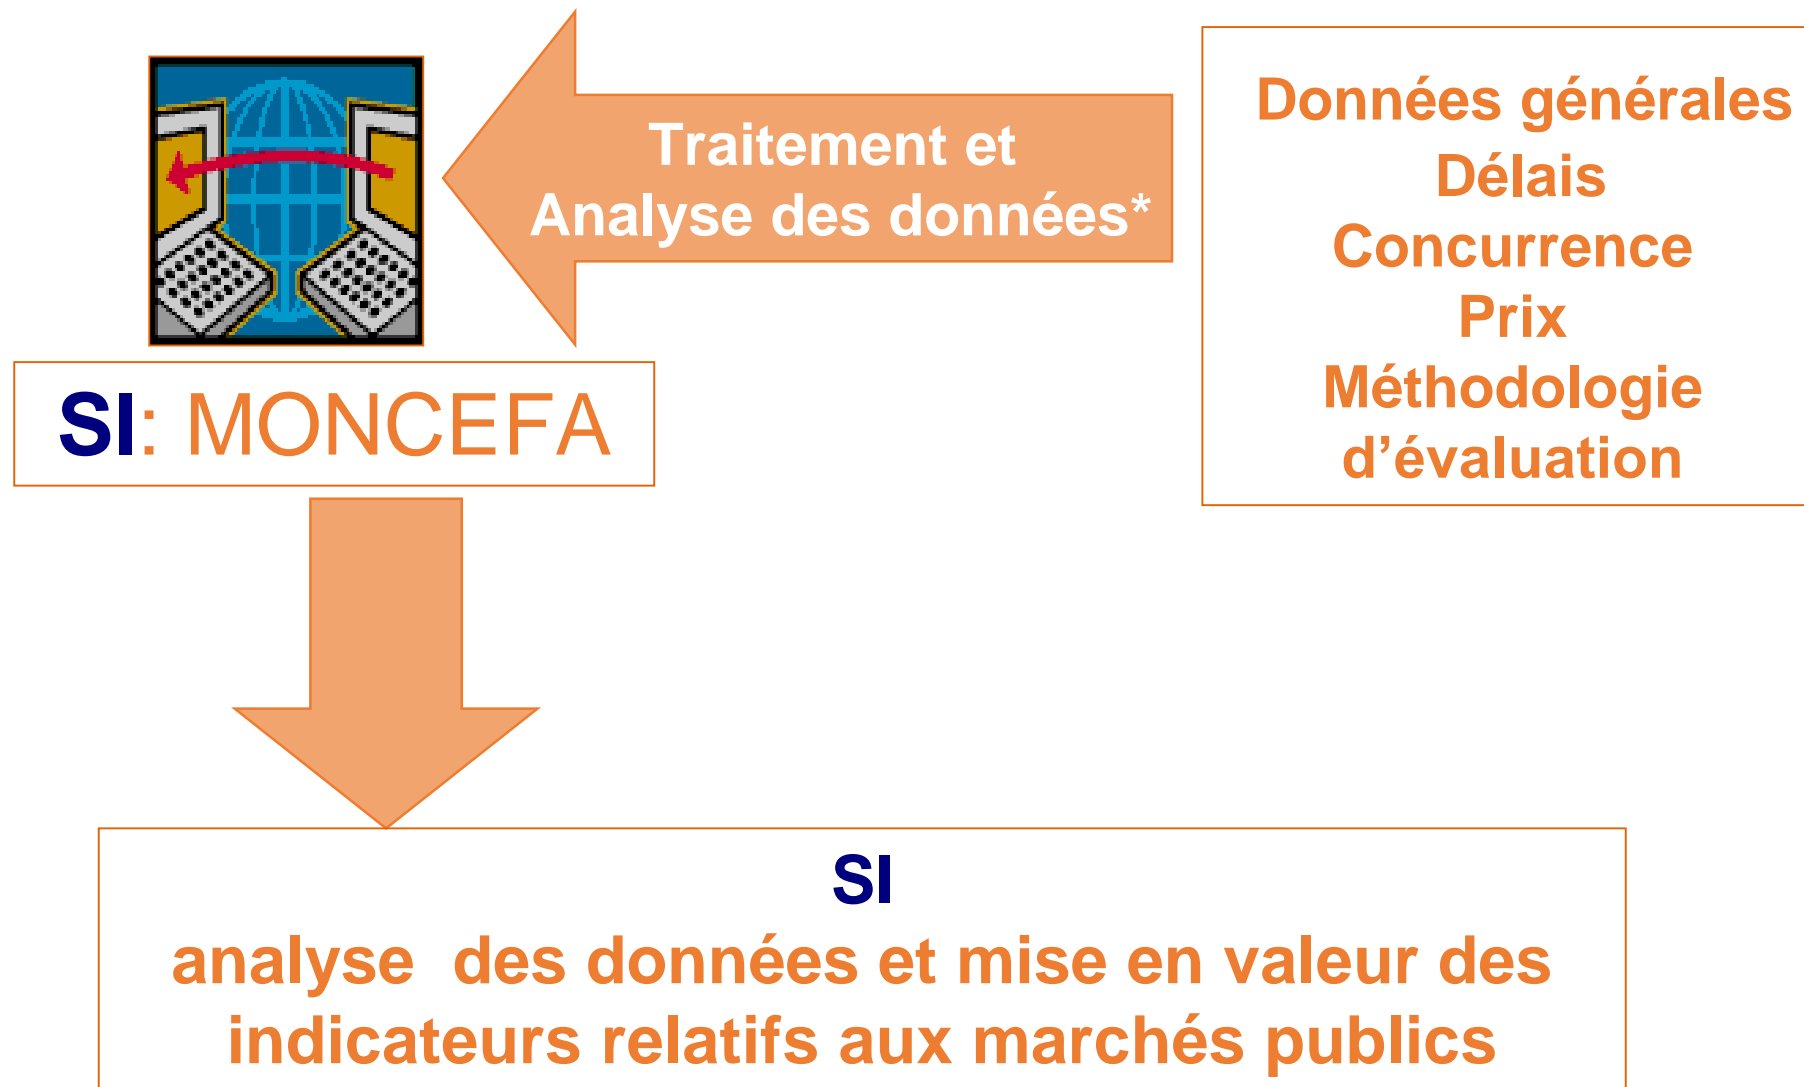 Traitement et
Analyse des données*
Données générales
Délais
Concurrence
Prix
Méthodologie
d’évaluation
SI: MONCEFA
SI
analyse  des données et mise en valeur des
indicateurs relatifs aux marchés publics